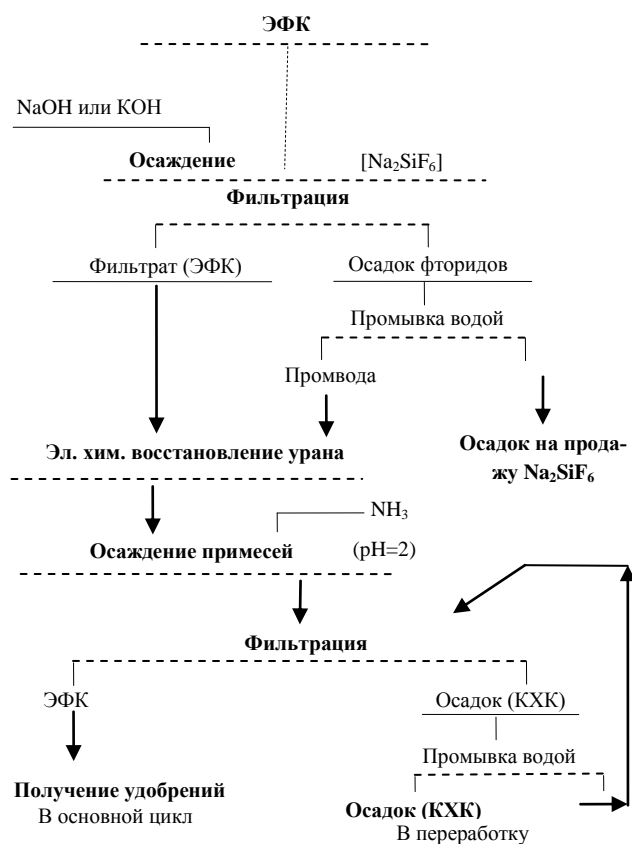 ЭФК
NaOH или КОН
Осаждение [Na₂SiF₆]
Фильтрация
Фильтрат (ЭФК) Осадок фторидов
Промывка водой
Промвода
Эл. хим. восстановление урана
Осадок на прода-
жу Na₂SiF₆
NH₃
Осаждение примесей (pH=2)
Фильтрация
ЭФК Осадок (КХК)
Промывка водой
Получение удобрений
В основной цикл
Осадок (КХК)
В переработку